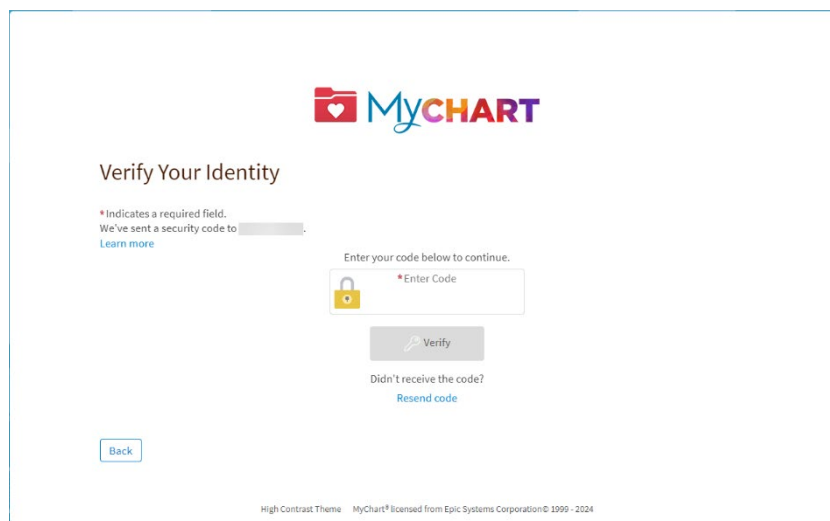 MyCHART
Verify Your Identity
*Indicates a required field.
We've sent a security code to .
Learn more
Enter your code below to continue.
*Enter Code
Verify
Didn't receive the code?
Resend code
Back
High Contrast Theme MyChart® licensed from Epic Systems Corporation© 1999 - 2024